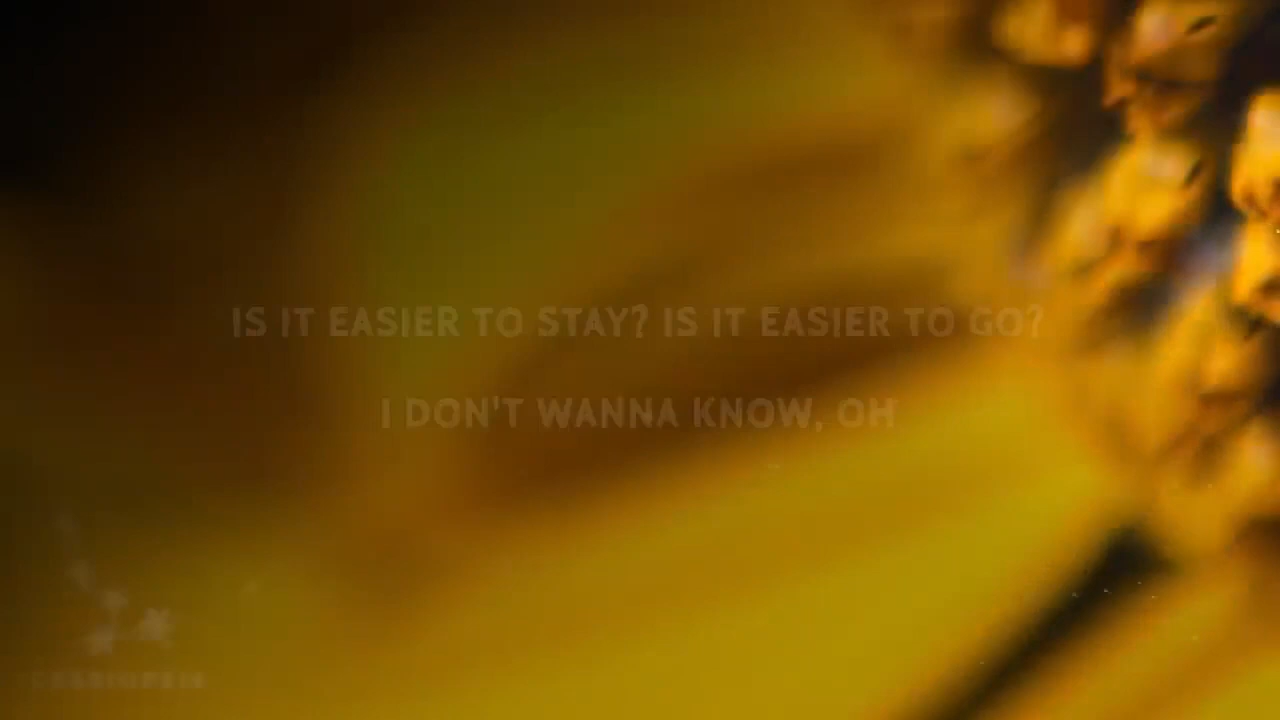 IS IT EASIER TO STAY? IS IT EASIER TO GO?
I DON'T WANNA KNOW, OH